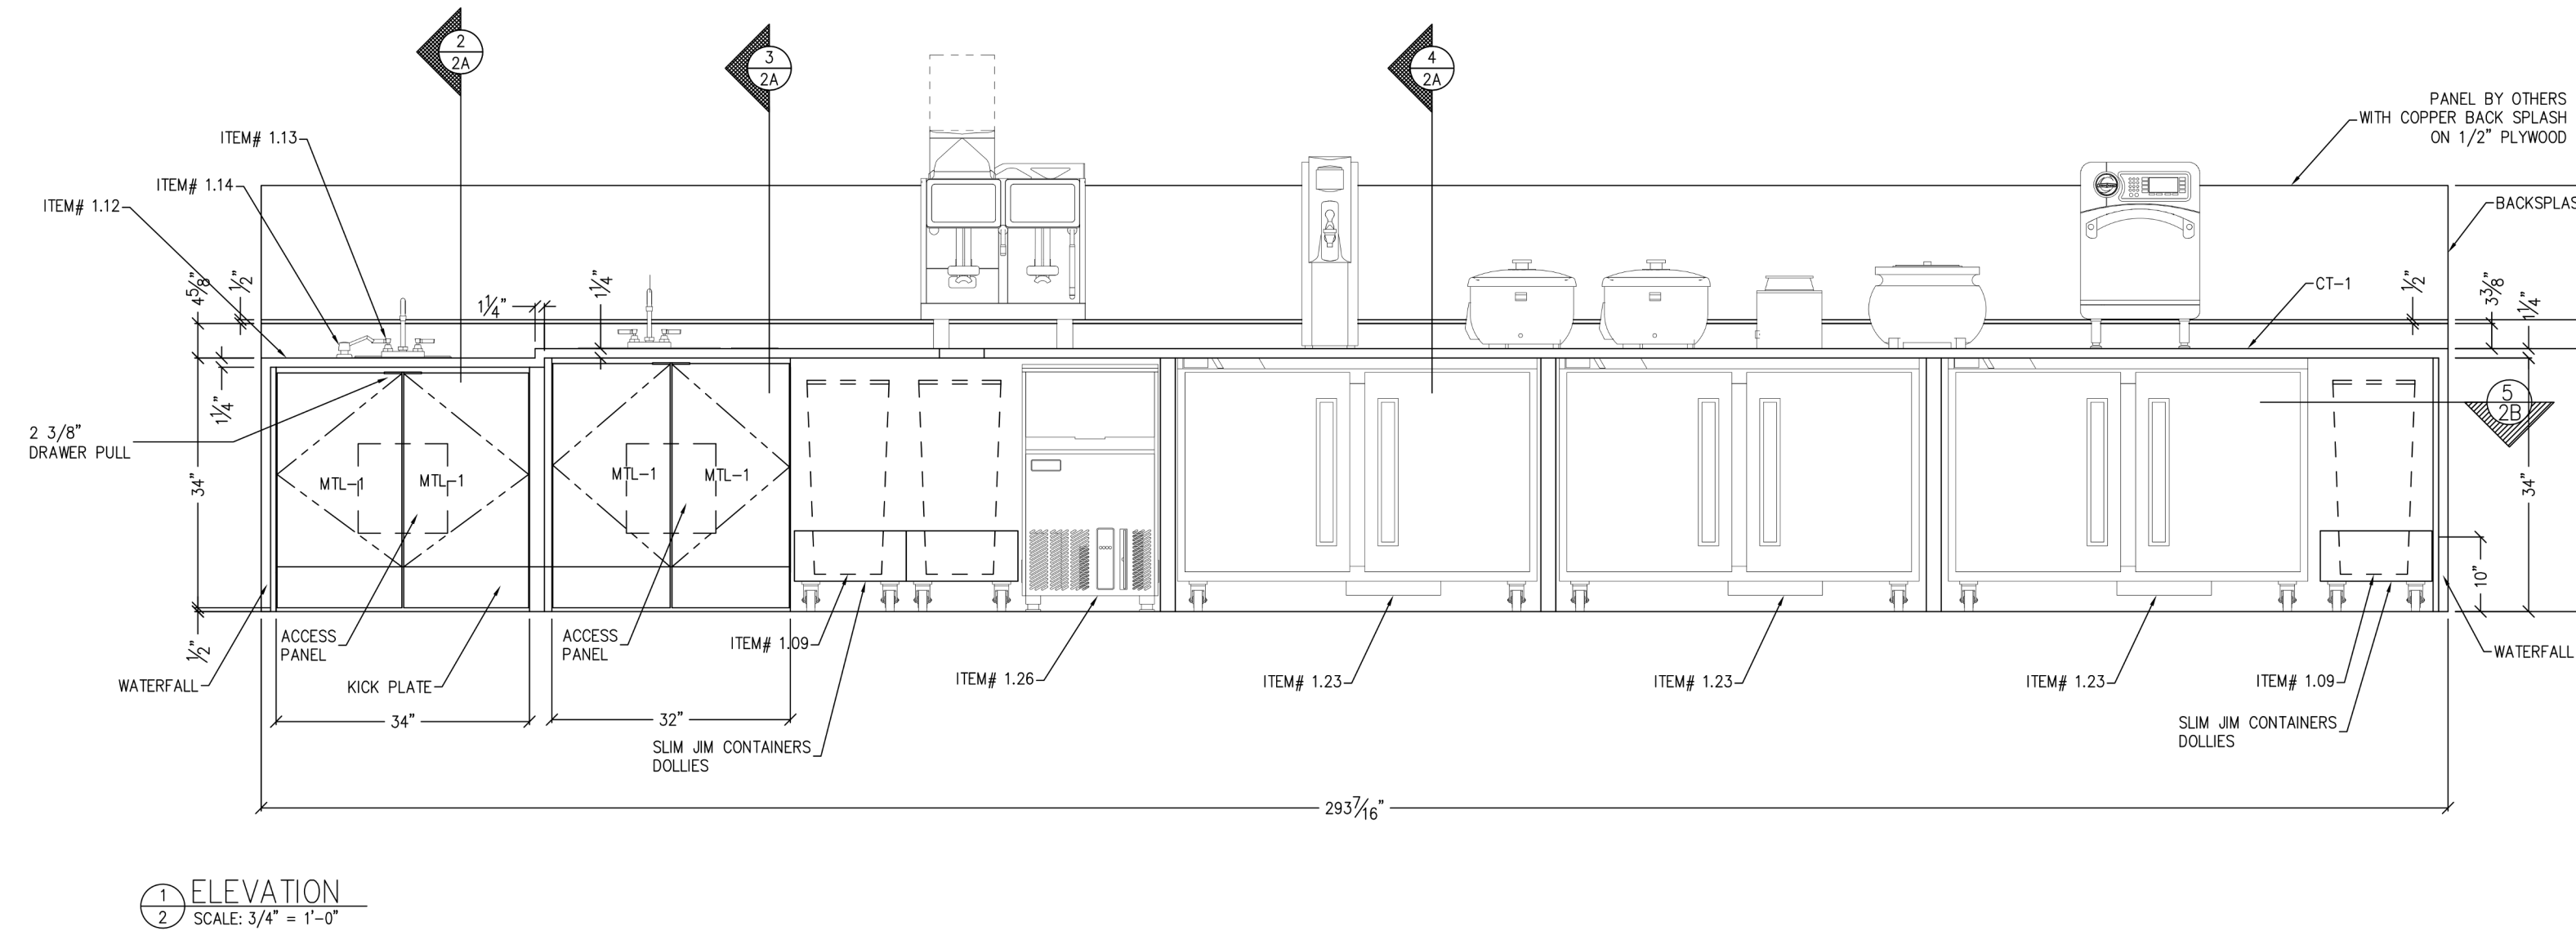 2
2A
3
2A
4
2A
PANEL BY OTHERS
WITH COPPER BACK SPLASH
ON 1/2" PLYWOOD
ITEM# 1.13
ITEM# 1.14
ITEM# 1.12
BACKSPLAS
4 5/8"
1/2"
1 1/4"
1 1/4"
CT-1
1/2"
3 3/8"
1 1/4"
1 1/4"
2 3/8"
DRAWER PULL
MTL-1
MTL-1
MTL-1
MTL-1
5
2B
34"
34"
10"
1/2"
ACCESS
PANEL
ACCESS
PANEL
ITEM# 1.09
WATERFALL
KICK PLATE
ITEM# 1.26
ITEM# 1.23
ITEM# 1.23
ITEM# 1.23
ITEM# 1.09
WATERFALL
34"
32"
SLIM JIM CONTAINERS
DOLLIES
SLIM JIM CONTAINERS
DOLLIES
293 7/16"
1
2
ELEVATION
SCALE: 3/4" = 1'-0"